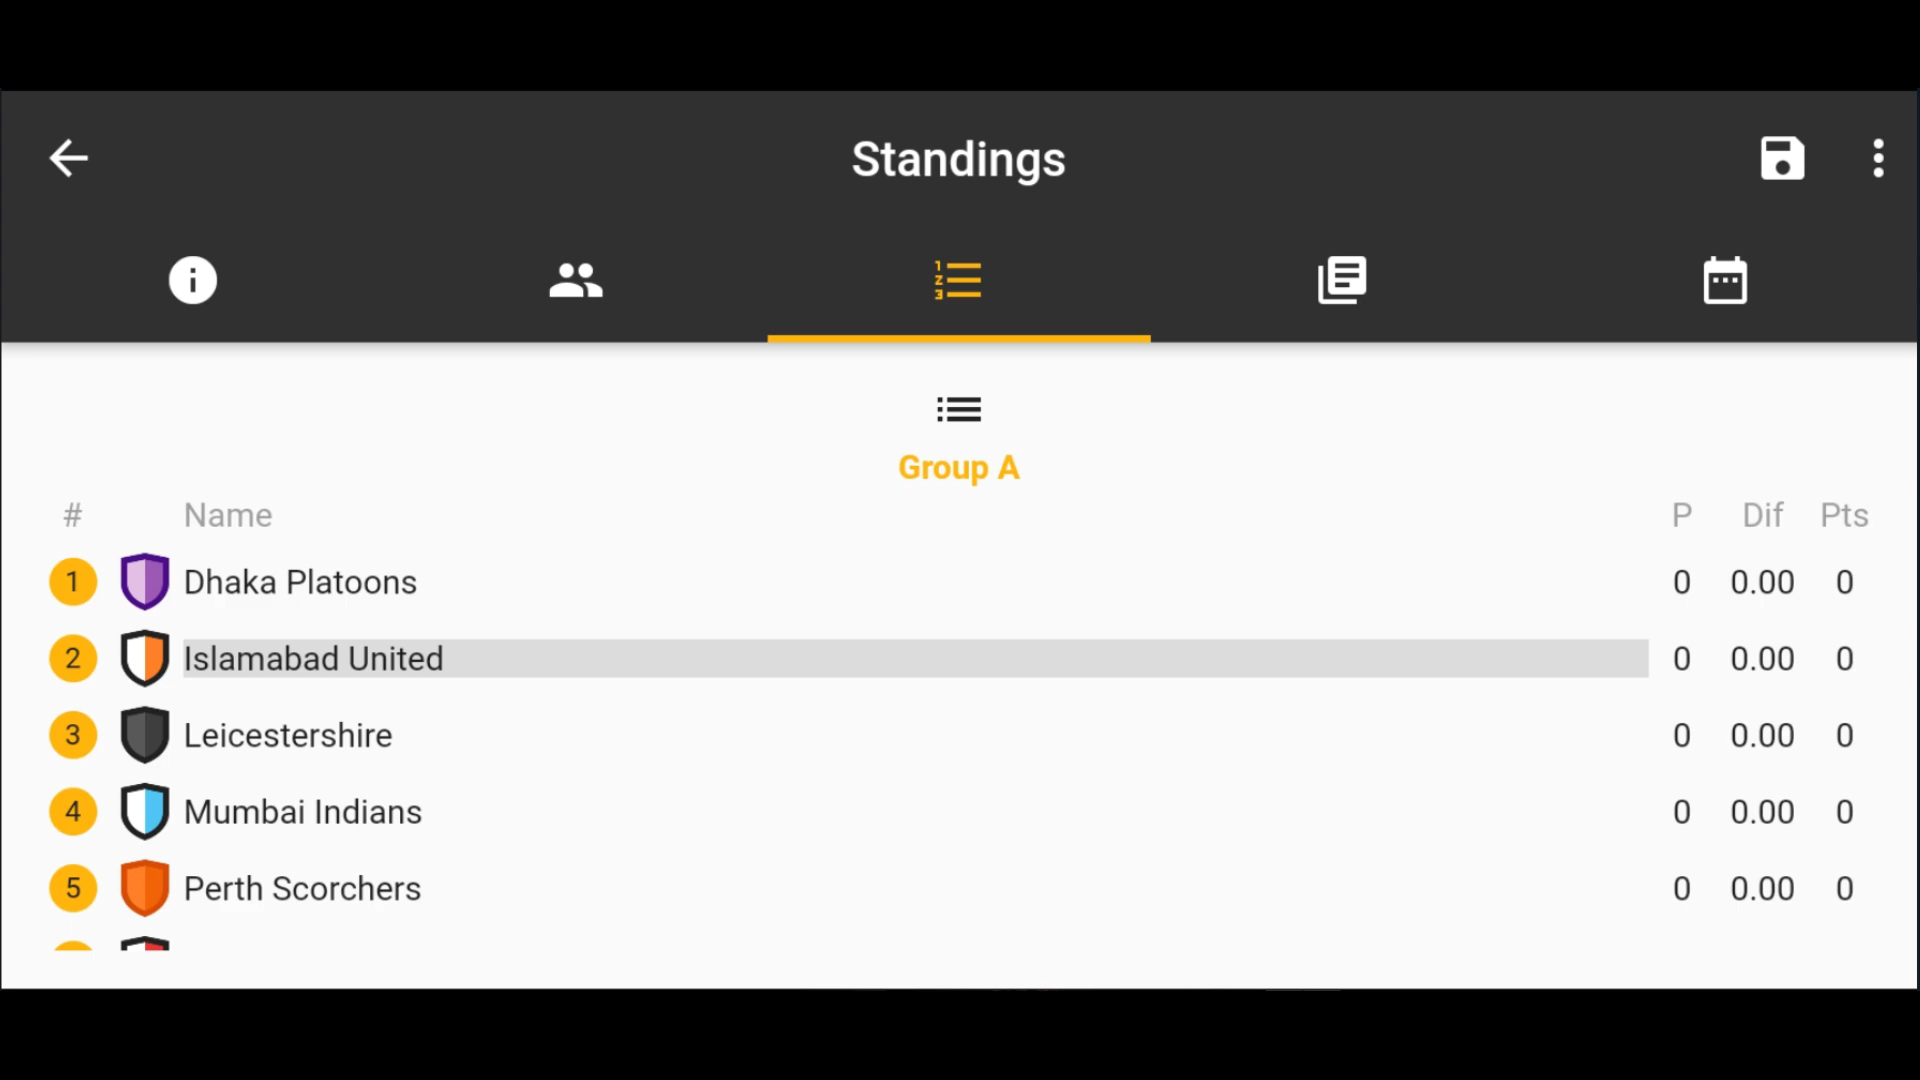 Standings
Group A
# Name P Dif Pts
1 Dhaka Platoons 0 0.00 0
2 Islamabad United 0 0.00 0
3 Leicestershire 0 0.00 0
4 Mumbai Indians 0 0.00 0
5 Perth Scorchers 0 0.00 0